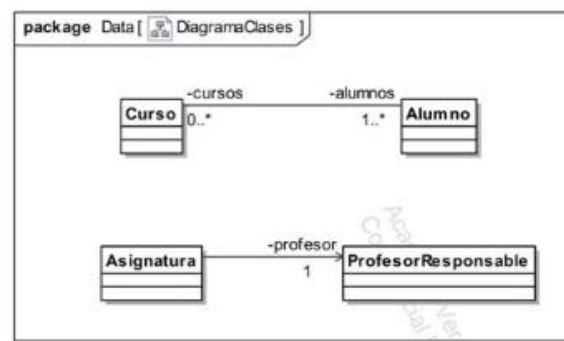 package Data [ DiagramaClases ]
-cursos -alumnos
Curso 0..* 1..* Alumno
-profesor
Asignatura 1 ProfesorResponsable